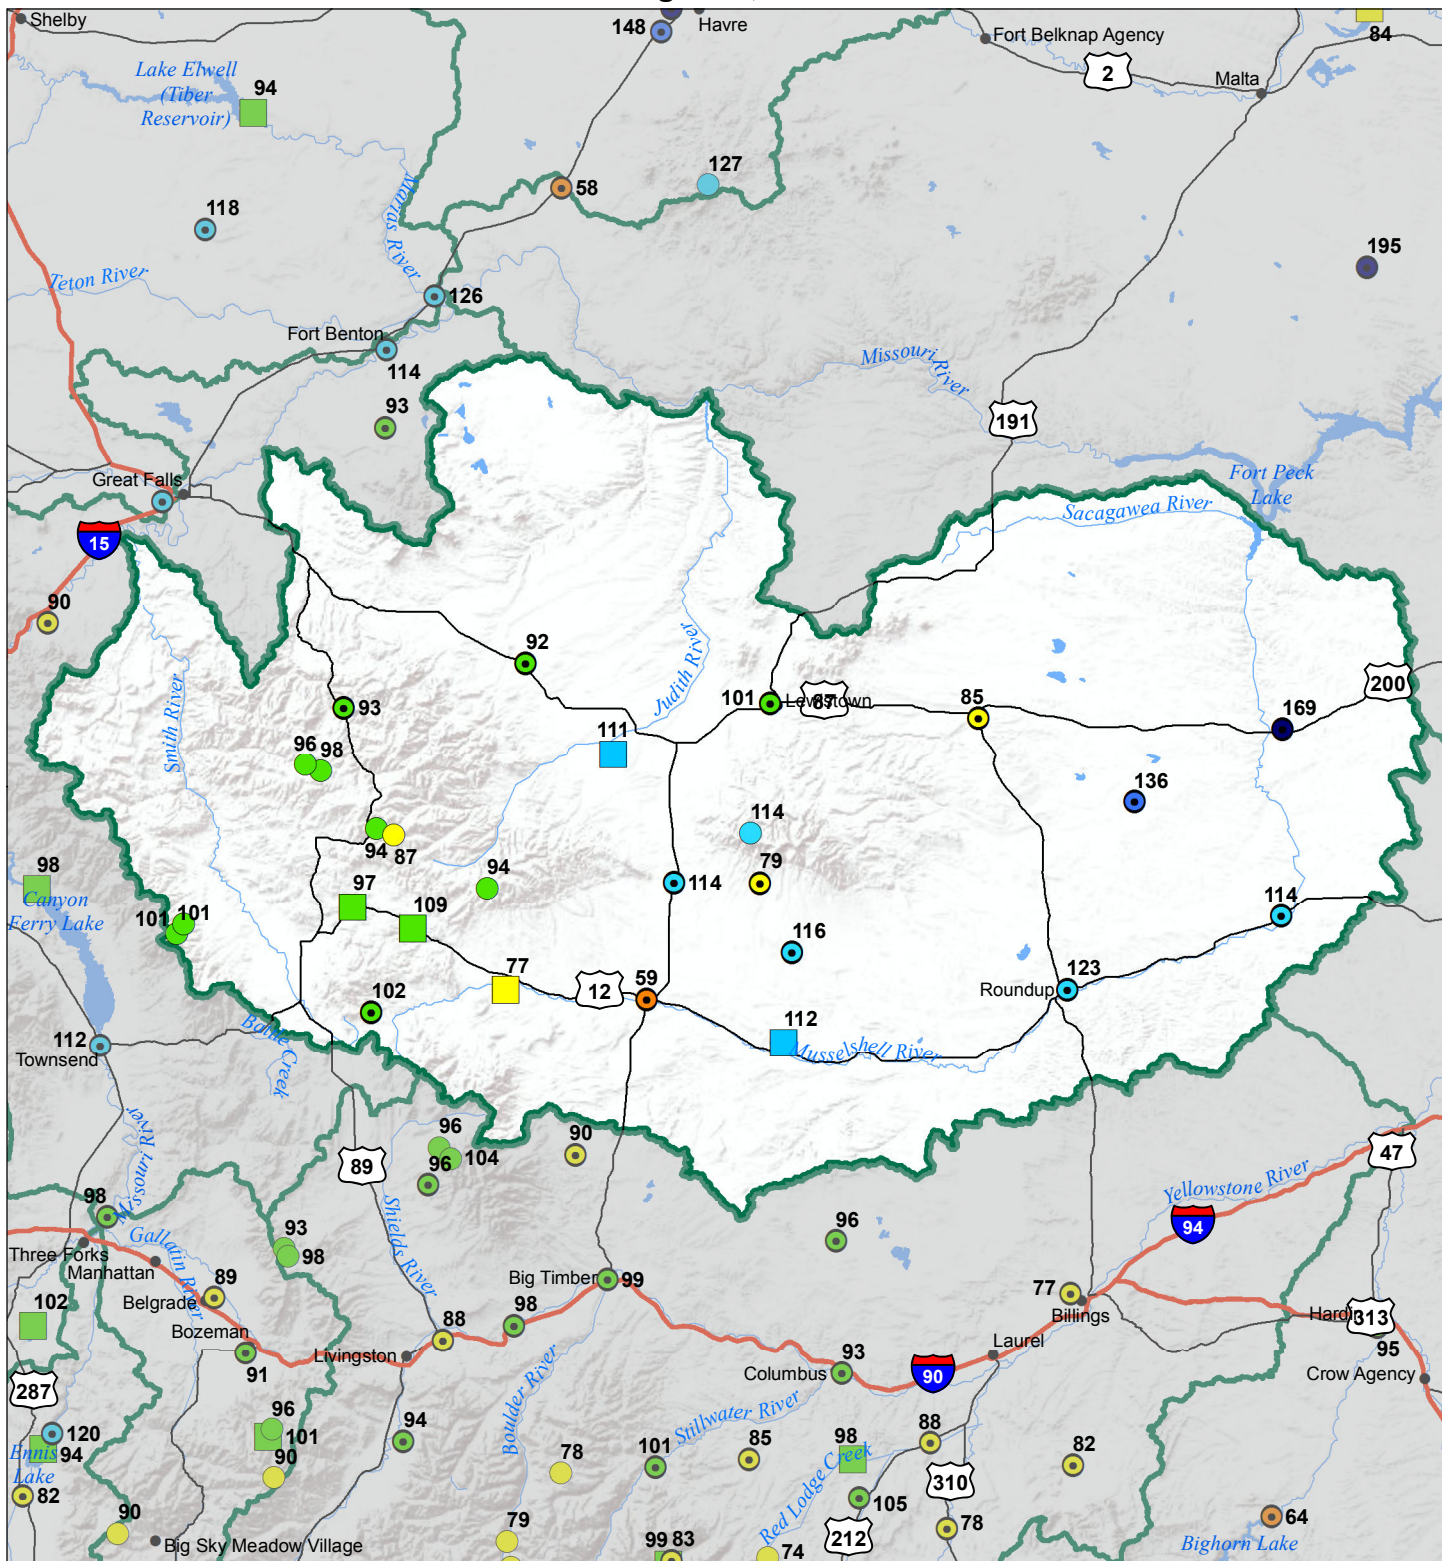 Shelby
148
Havre
Fort Belknap Agency
84
2
Malta
Lake Elwell
(Tiber
Reservoir)
94
127
58
118
Marias River
195
Teton River
126
Fort Benton
114
Missouri River
93
191
Great Falls
Fort Peck
Lake
Sacagawea River
15
90
92
Judith River
101
Lewistown
87
85
200
93
169
Smith River
96
98
111
136
94
87
114
98
94
79
Canyon
Ferry Lake
97
114
109
114
101
101
116
77
59
123
12
Roundup
102
112
Battle Creek
112
Townsend
Musselshell River
Missouri River
96
104
90
89
96
47
Yellowstone River
98
Shields River
94
Gallatin River
93
98
96
Three Forks
Manhattan
Big Timber
99
89
77
Belgrade
Billings
102
98
Hardin
313
88
Bozeman
95
Laurel
Livingston
93
91
Columbus
90
Crow Agency
287
Boulder River
Stillwater River
96
120
101
94
88
94
Ennis
Lake
85
98
82
90
78
101
Red Lodge Creek
310
82
105
90
64
79
78
Big Sky Meadow Village
99
83
74
212
Bighorn Lake